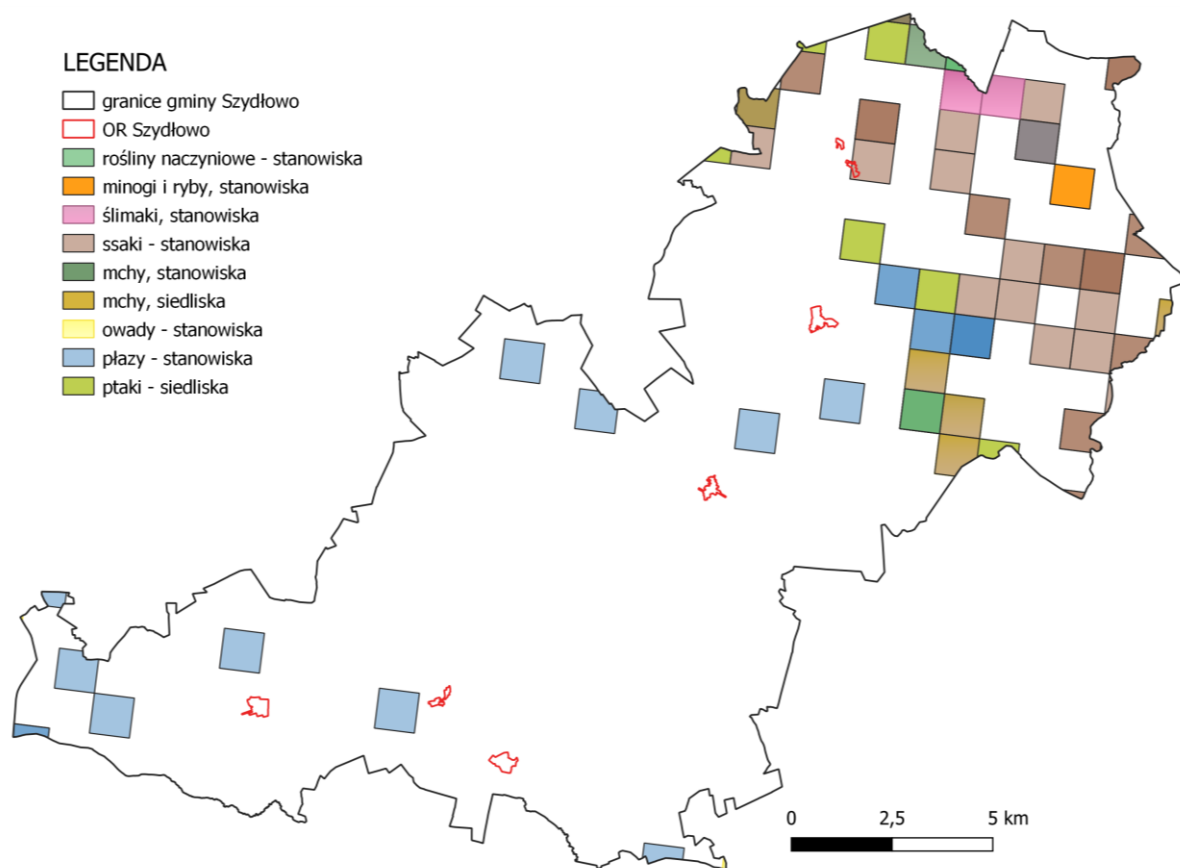 LEGENDA
granice gminy Szydłowo
OR Szydłowo
rośliny naczyniowe - stanowiska
minogi i ryby, stanowiska
ślimaki, stanowiska
ssaki - stanowiska
mchy, stanowiska
mchy, siedliska
owady - stanowiska
płazy - stanowiska
ptaki - siedliska
0 2,5 5 km